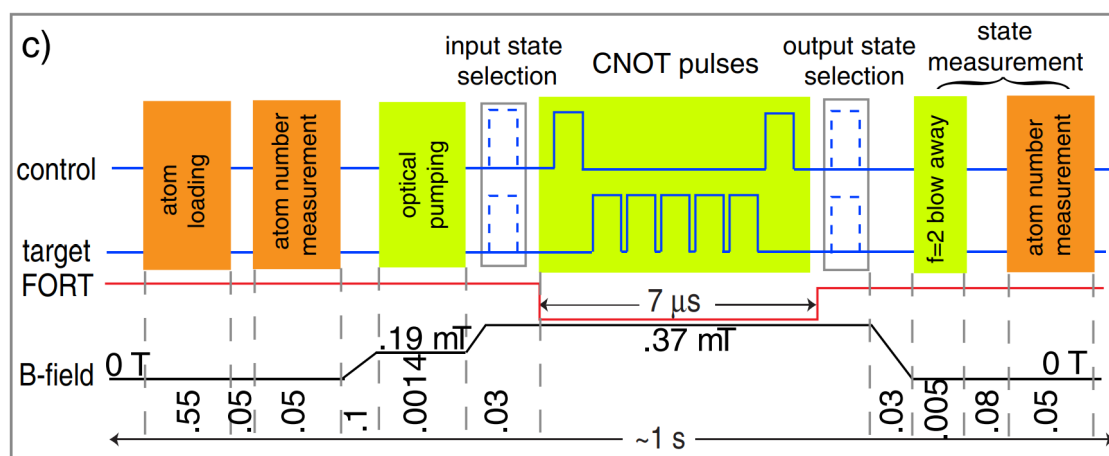 c)
input state
selection
CNOT pulses
output state
selection
state
measurement
control
target
FORT
B-field
atom
loading
atom number
measurement
optical
pumping
f=2 blow away
atom number
measurement
7 µs
0 T
.19 mT
.37 mT
0 T
.55
.05
.05
.1
.0014
.03
.03
.005
.08
.05
~1 s